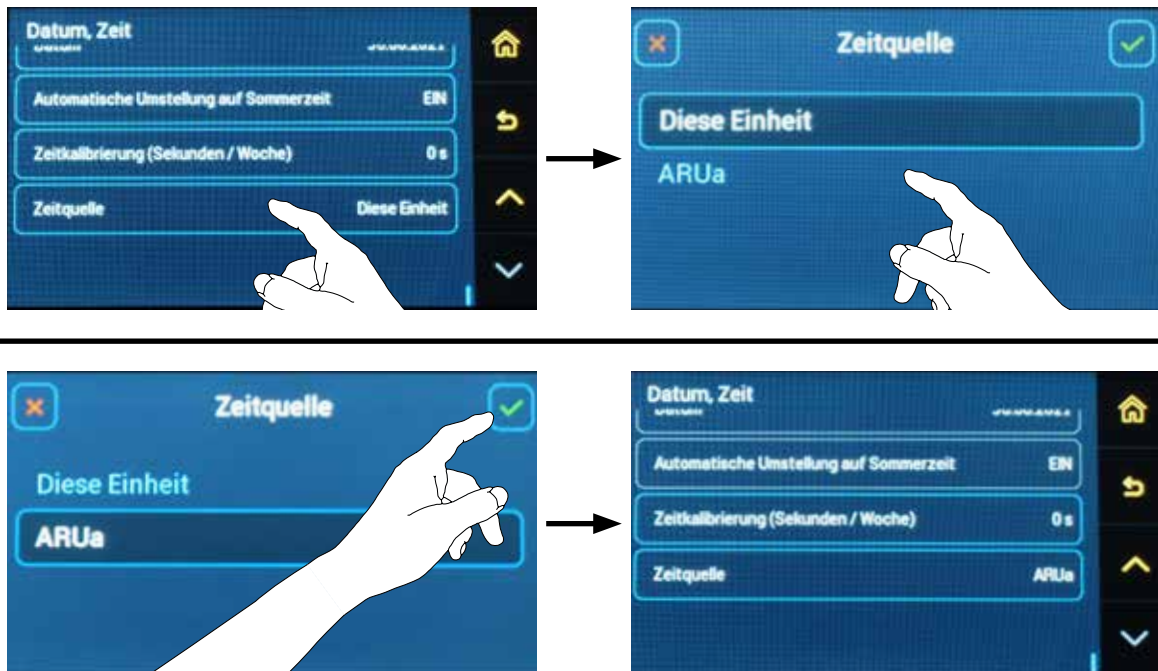 Datum, Zeit
Automatische Umstellung auf Sommerzeit EIN
Zeitkalibrierung (Sekunden / Woche) 0 s
Zeitquelle Diese Einheit
Zeitquelle
Diese Einheit
ARUa
Zeitquelle
Diese Einheit
ARUa
Datum, Zeit
Automatische Umstellung auf Sommerzeit EIN
Zeitkalibrierung (Sekunden / Woche) 0 s
Zeitquelle ARUa